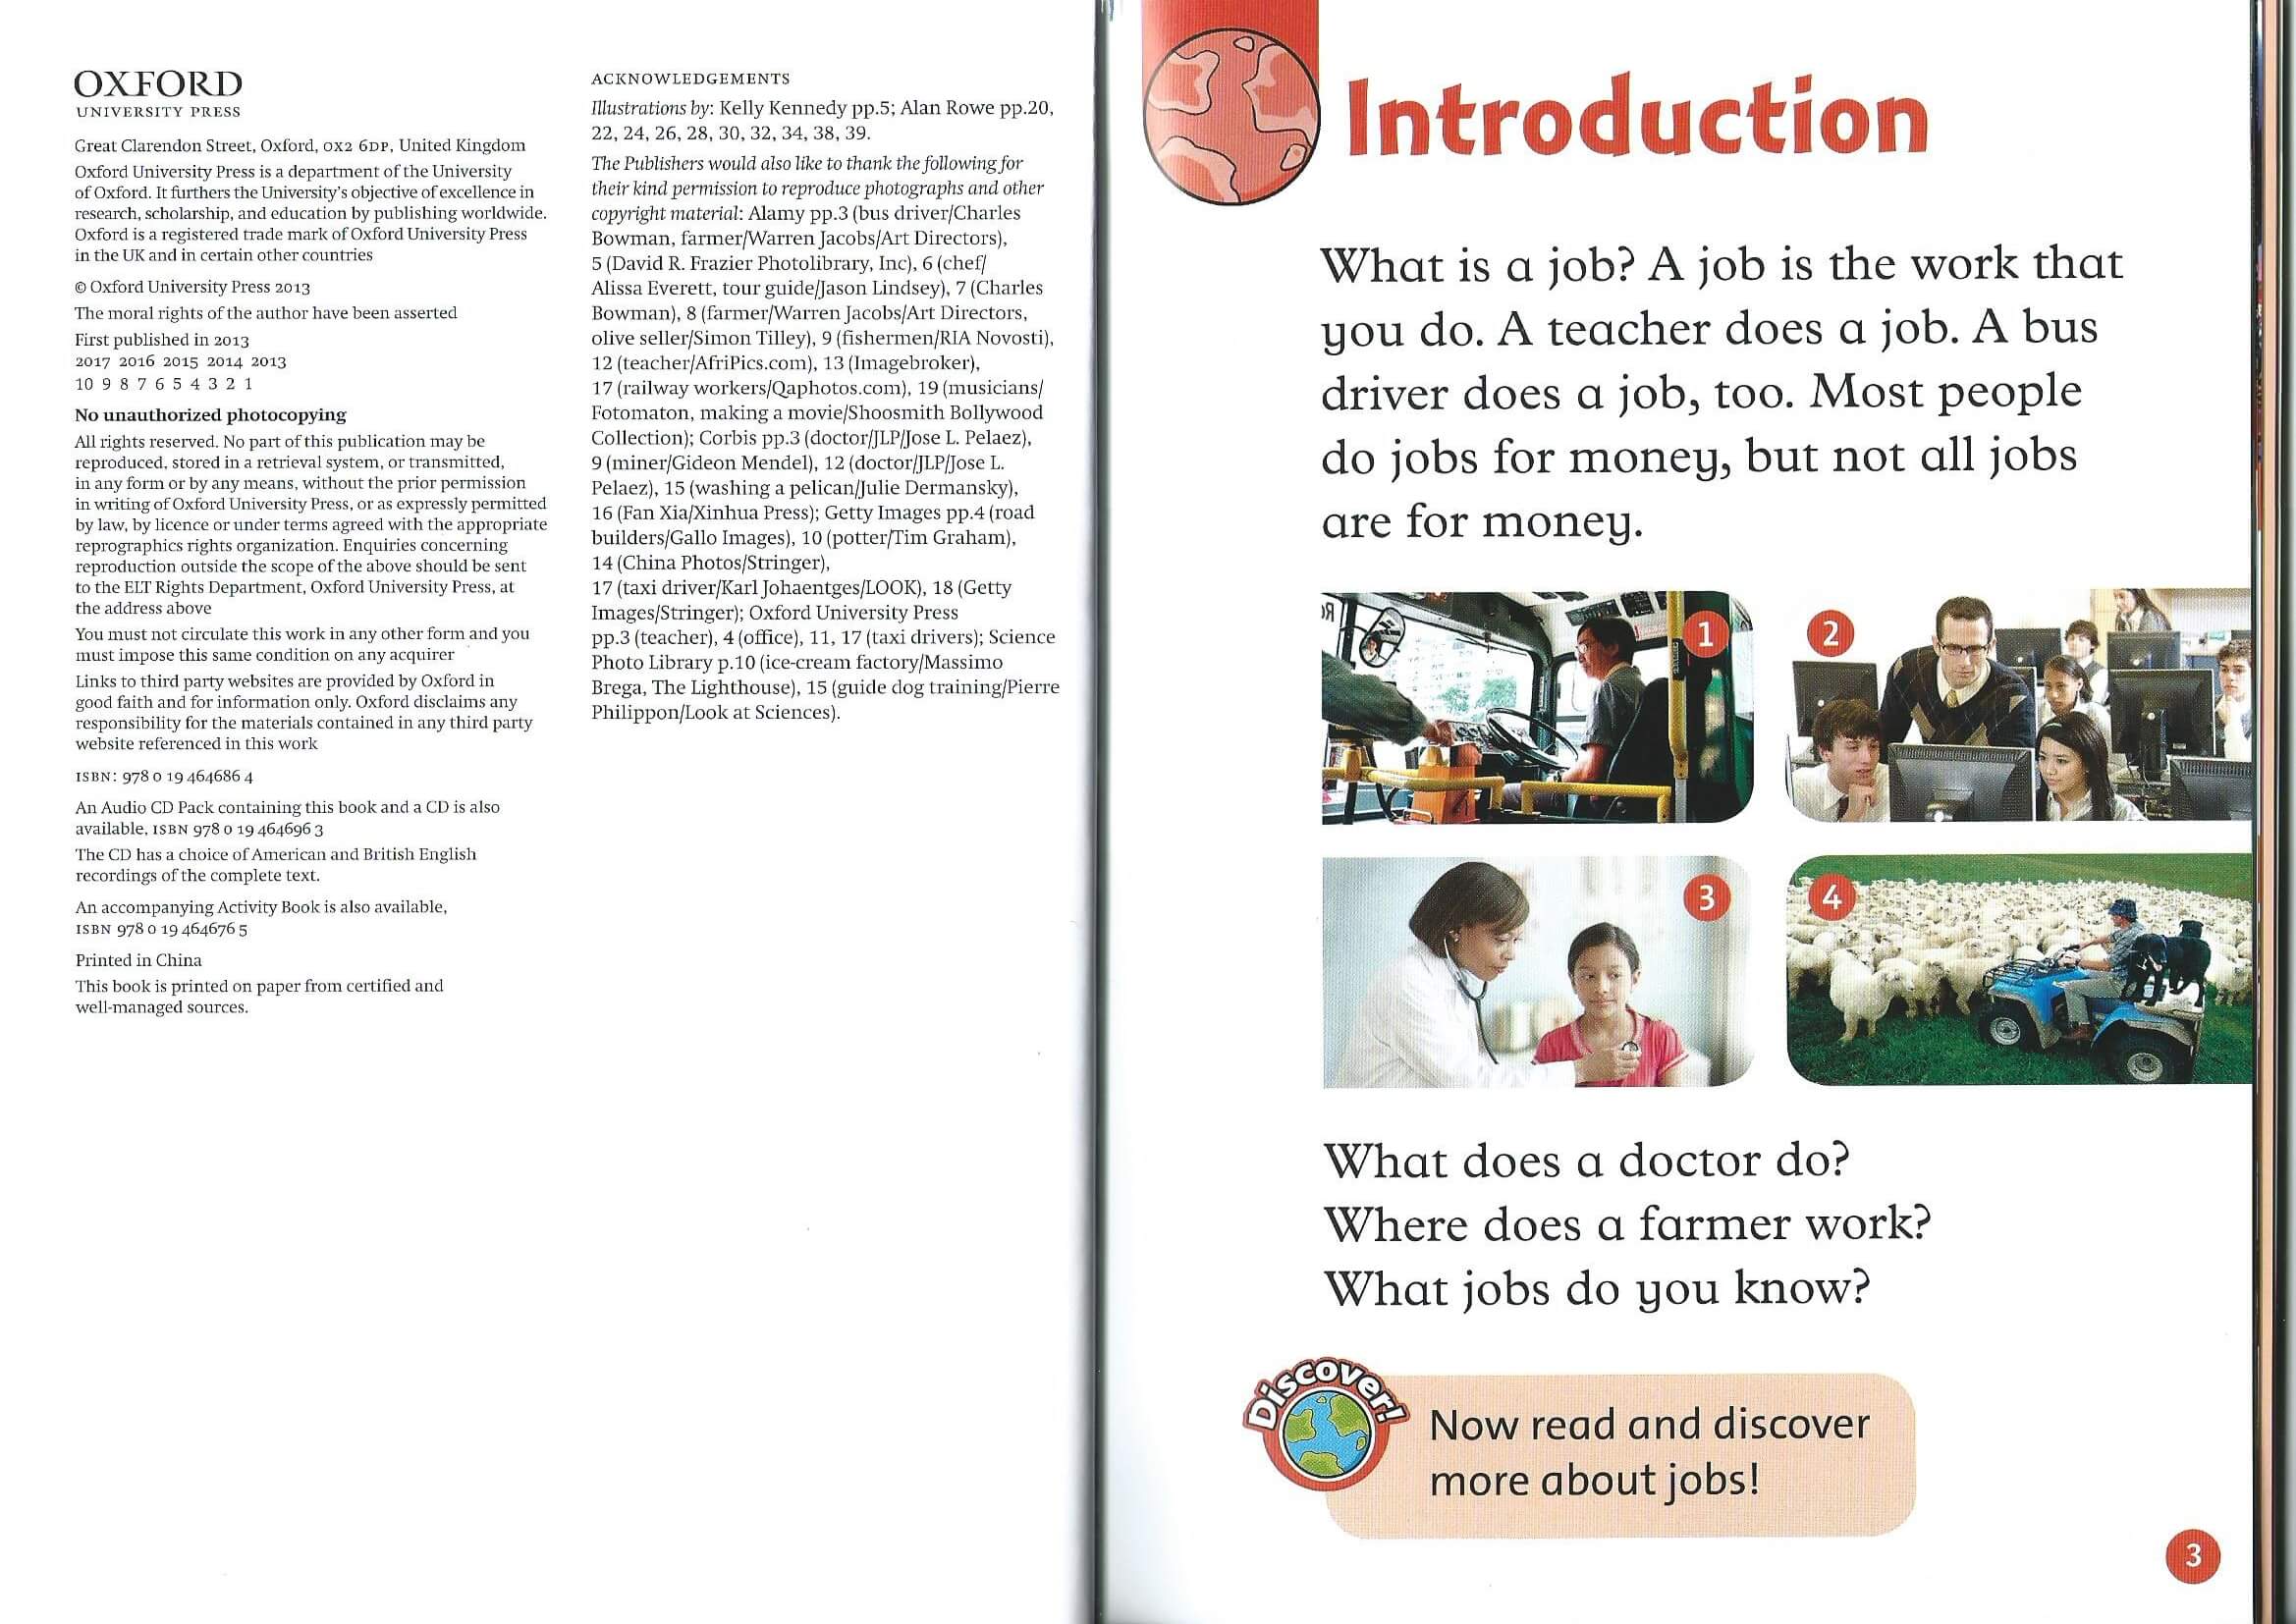 OXFORD
UNIVERSITY PRESS
Great Clarendon Street, Oxford, OX2 6DP, United Kingdom
Oxford University Press is a department of the University
of Oxford. It furthers the University's objective of excellence in
research, scholarship, and education by publishing worldwide.
Oxford is a registered trade mark of Oxford University Press
in the UK and in certain other countries
© Oxford University Press 2013
The moral rights of the author have been asserted
First published in 2013
2017 2016 2015 2014 2013
10 9 8 7 6 5 4 3 2 1
No unauthorized photocopying
All rights reserved. No part of this publication may be
reproduced, stored in a retrieval system, or transmitted,
in any form or by any means, without the prior permission
in writing of Oxford University Press, or as expressly permitted
by law, by licence or under terms agreed with the appropriate
reprographics rights organization. Enquiries concerning
reproduction outside the scope of the above should be sent
to the ELT Rights Department, Oxford University Press, at
the address above
You must not circulate this work in any other form and you
must impose this same condition on any acquirer
Links to third party websites are provided by Oxford in
good faith and for information only. Oxford disclaims any
responsibility for the materials contained in any third party
website referenced in this work
ISBN: 978 0 19 464686 4
An Audio CD Pack containing this book and a CD is also
available, ISBN 978 0 19 464696 3
The CD has a choice of American and British English
recordings of the complete text.
An accompanying Activity Book is also available,
ISBN 978 0 19 464676 5
Printed in China
This book is printed on paper from certified and
well-managed sources.
ACKNOWLEDGEMENTS
Illustrations by: Kelly Kennedy pp.5; Alan Rowe pp.20,
22, 24, 26, 28, 30, 32, 34, 38, 39.
The Publishers would also like to thank the following for
their kind permission to reproduce photographs and other
copyright material: Alamy pp.3 (bus driver/Charles
Bowman, farmer/Warren Jacobs/Art Directors),
5 (David R. Frazier Photolibrary, Inc), 6 (chef/
Alissa Everett, tour guide/Jason Lindsey), 7 (Charles
Bowman), 8 (farmer/Warren Jacobs/Art Directors,
olive seller/Simon Tilley), 9 (fishermen/RIA Novosti),
12 (teacher/AfriPics.com), 13 (Imagebroker),
17 (railway workers/Qaphotos.com), 19 (musicians/
Fotomaton, making a movie/Shoosmith Bollywood
Collection); Corbis pp.3 (doctor/JLP/Jose L. Pelaez),
9 (miner/Gideon Mendel), 12 (doctor/JLP/Jose L.
Pelaez), 15 (washing a pelican/Julie Dermansky),
16 (Fan Xia/Xinhua Press); Getty Images pp.4 (road
builders/Gallo Images), 10 (potter/Tim Graham),
14 (China Photos/Stringer),
17 (taxi driver/Karl Johaentges/LOOK), 18 (Getty
Images/Stringer); Oxford University Press
pp.3 (teacher), 4 (office), 11, 17 (taxi drivers); Science
Photo Library p.10 (ice-cream factory/Massimo
Brega, The Lighthouse), 15 (guide dog training/Pierre
Philippon/Look at Sciences).
Introduction
What is a job? A job is the work that
you do. A teacher does a job. A bus
driver does a job, too. Most people
do jobs for money, but not all jobs
are for money.
1
2
3
4
What does a doctor do?
Where does a farmer work?
What jobs do you know?
Discover!
Now read and discover
more about jobs!
3